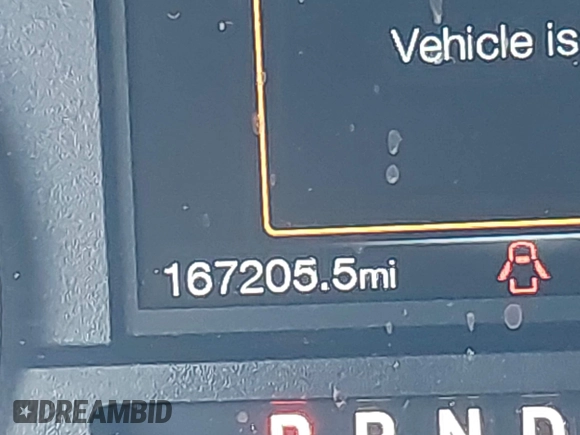 Vehicle is
167205.5mi
P R N D
DREAMBID